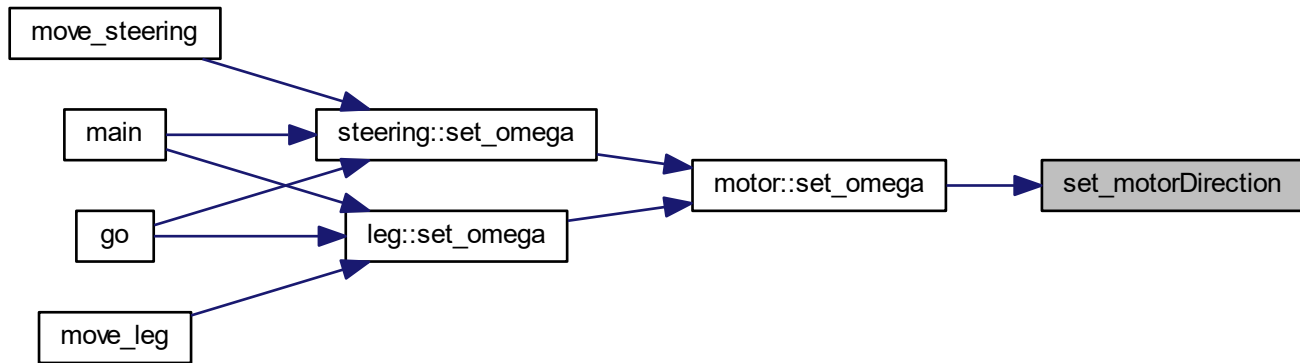 move_steering
main
steering::set_omega
motor::set_omega
set_motorDirection
go
leg::set_omega
move_leg